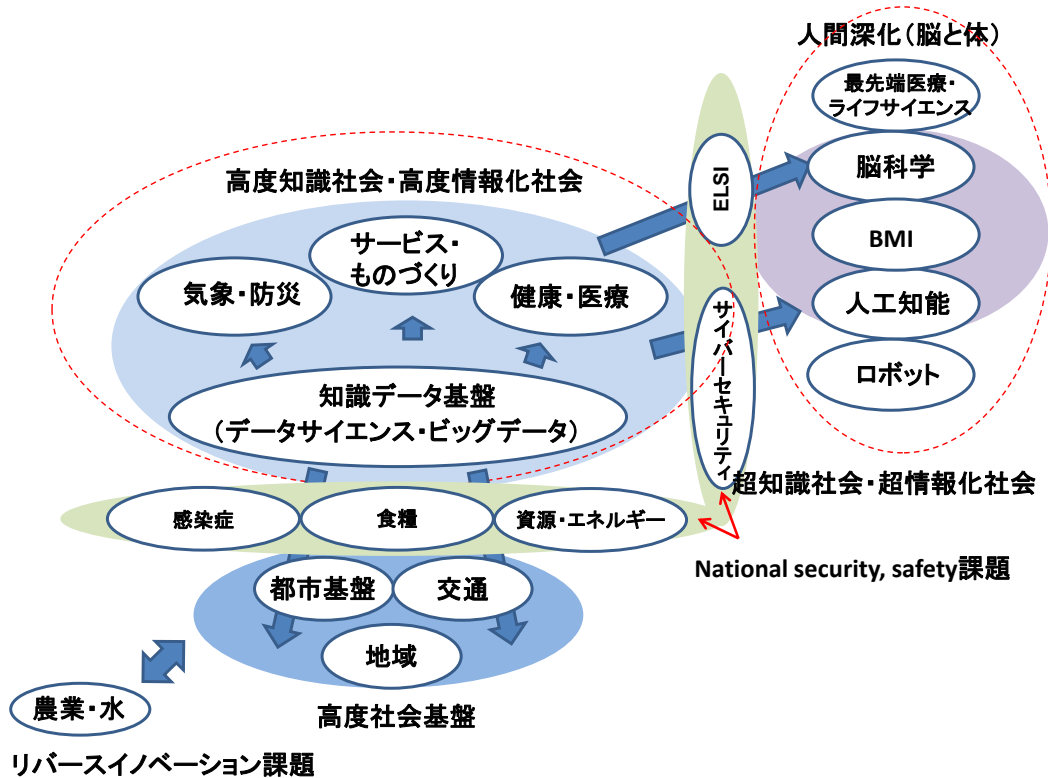 人間深化(脳と体)
最先端医療・
ライフサイエンス
脳科学
BMI
人工知能
ロボット
超知識社会・超情報化社会
ELSI
サイバーセキュリティ
高度知識社会・高度情報化社会
サービス・
ものづくり
気象・防災
健康・医療
知識データ基盤
(データサイエンス・ビッグデータ)
感染症
食糧
資源・エネルギー
National security, safety課題
都市基盤
交通
地域
高度社会基盤
農業・水
リバースイノベーション課題